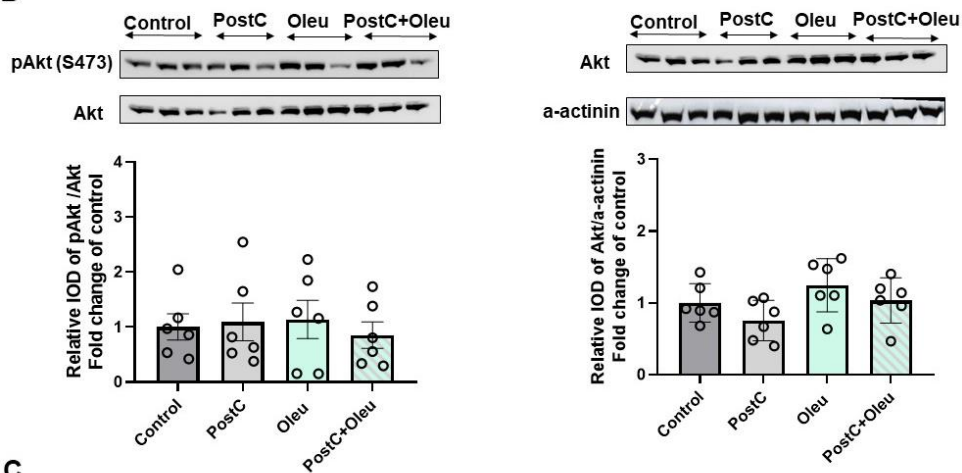 Control PostC Oleu PostC+Oleu
pAkt (S473)
Akt
Relative IOD of pAkt /Akt
Fold change of control
4
3
2
1
0
Control
PostC
Oleu
PostC+Oleu
Control PostC Oleu PostC+Oleu
Akt
a-actinin
Relative IOD of Akt/a-actinin
Fold change of control
3
2
1
0
Control
PostC
Oleu
PostC+Oleu